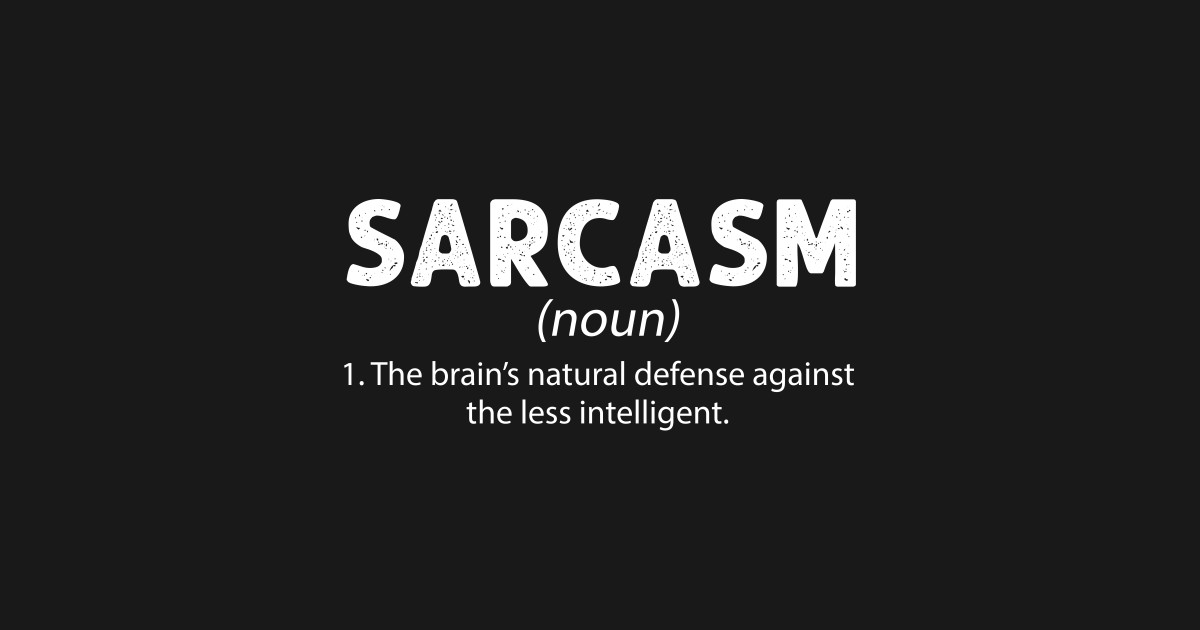 SARCASM
(noun)
1. The brain’s natural defense against
the less intelligent.